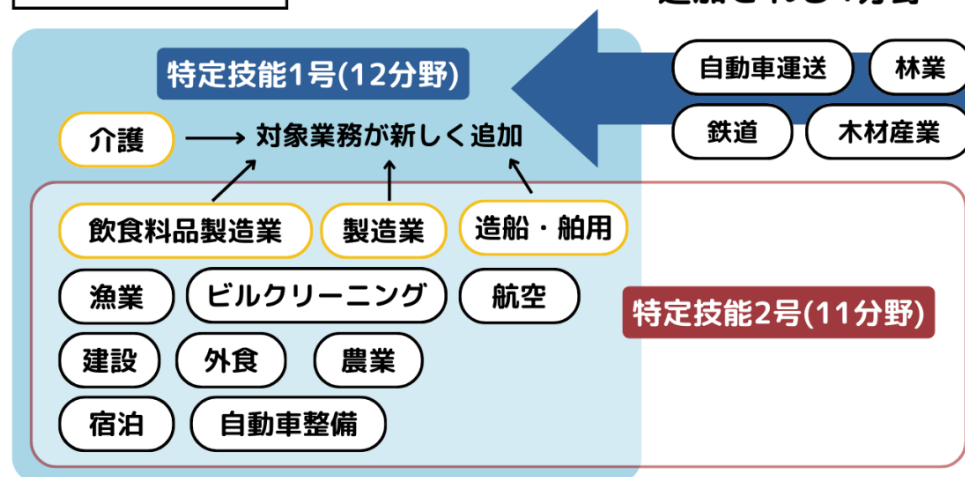 特定技能1号(12分野)
自動車運送
林業
鉄道
木材産業
介護
対象業務が新しく追加
飲食料品製造業
製造業
造船・舶用
漁業
ビルクリーニング
航空
特定技能2号(11分野)
建設
外食
農業
宿泊
自動車整備